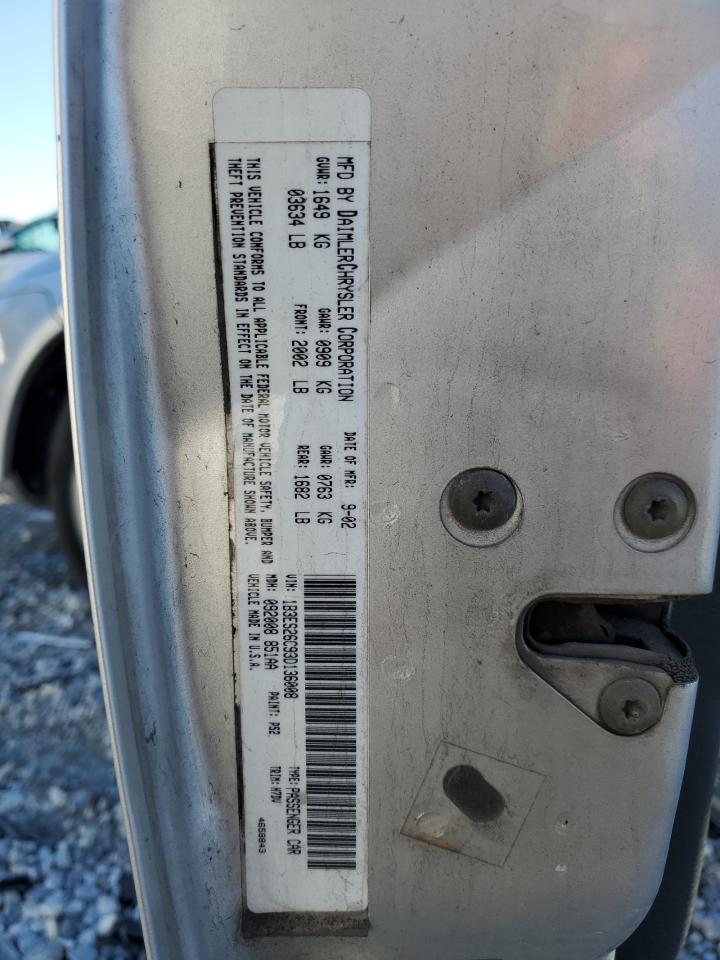 MFD BY DAIMLERCHRYSLER CORPORATION DATE OF MFR: 9-02
GVWR: 1649 KG GAWR: 0909 KG GAWR: 0763 KG
03634 LB FRONT: 2002 LB REAR: 1682 LB
THIS VEHICLE CONFORMS TO ALL APPLICABLE FEDERAL MOTOR VEHICLE SAFETY, BUMPER AND
THEFT PREVENTION STANDARDS IN EFFECT ON THE DATE OF MANUFACTURE SHOWN ABOVE.
VIN: 1B3ES26C93D136008 TYPE: PASSENGER CAR
MDH: 092008 851AA PAINT: PS2 TRIM: H7DV
VEHICLE MADE IN U.S.A. 4658843